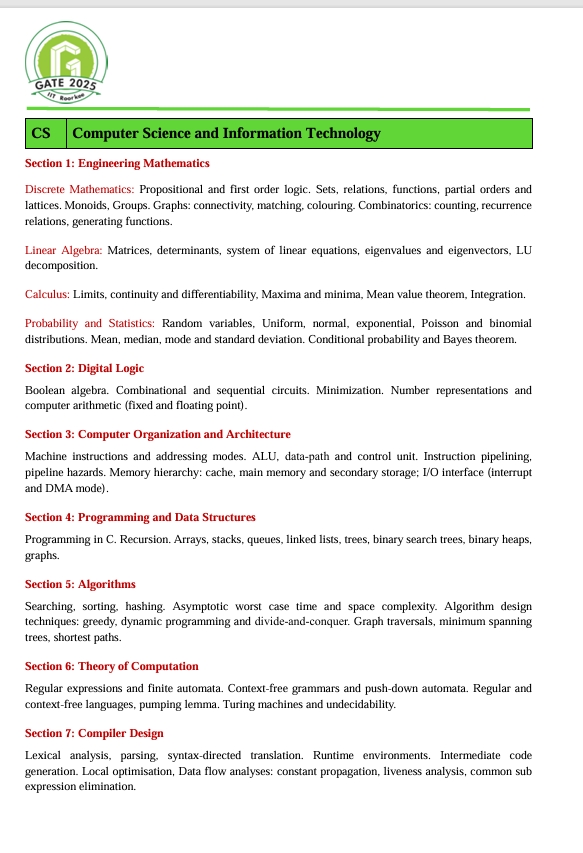 GATE 2025
IIT Roorkee
CS Computer Science and Information Technology
Section 1: Engineering Mathematics
Discrete Mathematics: Propositional and first order logic. Sets, relations, functions, partial orders and
lattices. Monoids, Groups. Graphs: connectivity, matching, colouring. Combinatorics: counting, recurrence
relations, generating functions.
Linear Algebra: Matrices, determinants, system of linear equations, eigenvalues and eigenvectors, LU
decomposition.
Calculus: Limits, continuity and differentiability, Maxima and minima, Mean value theorem, Integration.
Probability and Statistics: Random variables, Uniform, normal, exponential, Poisson and binomial
distributions. Mean, median, mode and standard deviation. Conditional probability and Bayes theorem.
Section 2: Digital Logic
Boolean algebra. Combinational and sequential circuits. Minimization. Number representations and
computer arithmetic (fixed and floating point).
Section 3: Computer Organization and Architecture
Machine instructions and addressing modes. ALU, data-path and control unit. Instruction pipelining,
pipeline hazards. Memory hierarchy: cache, main memory and secondary storage; I/O interface (interrupt
and DMA mode).
Section 4: Programming and Data Structures
Programming in C. Recursion. Arrays, stacks, queues, linked lists, trees, binary search trees, binary heaps,
graphs.
Section 5: Algorithms
Searching, sorting, hashing. Asymptotic worst case time and space complexity. Algorithm design
techniques: greedy, dynamic programming and divide-and-conquer. Graph traversals, minimum spanning
trees, shortest paths.
Section 6: Theory of Computation
Regular expressions and finite automata. Context-free grammars and push-down automata. Regular and
context-free languages, pumping lemma. Turing machines and undecidability.
Section 7: Compiler Design
Lexical analysis, parsing, syntax-directed translation. Runtime environments. Intermediate code
generation. Local optimisation, Data flow analyses: constant propagation, liveness analysis, common sub
expression elimination.